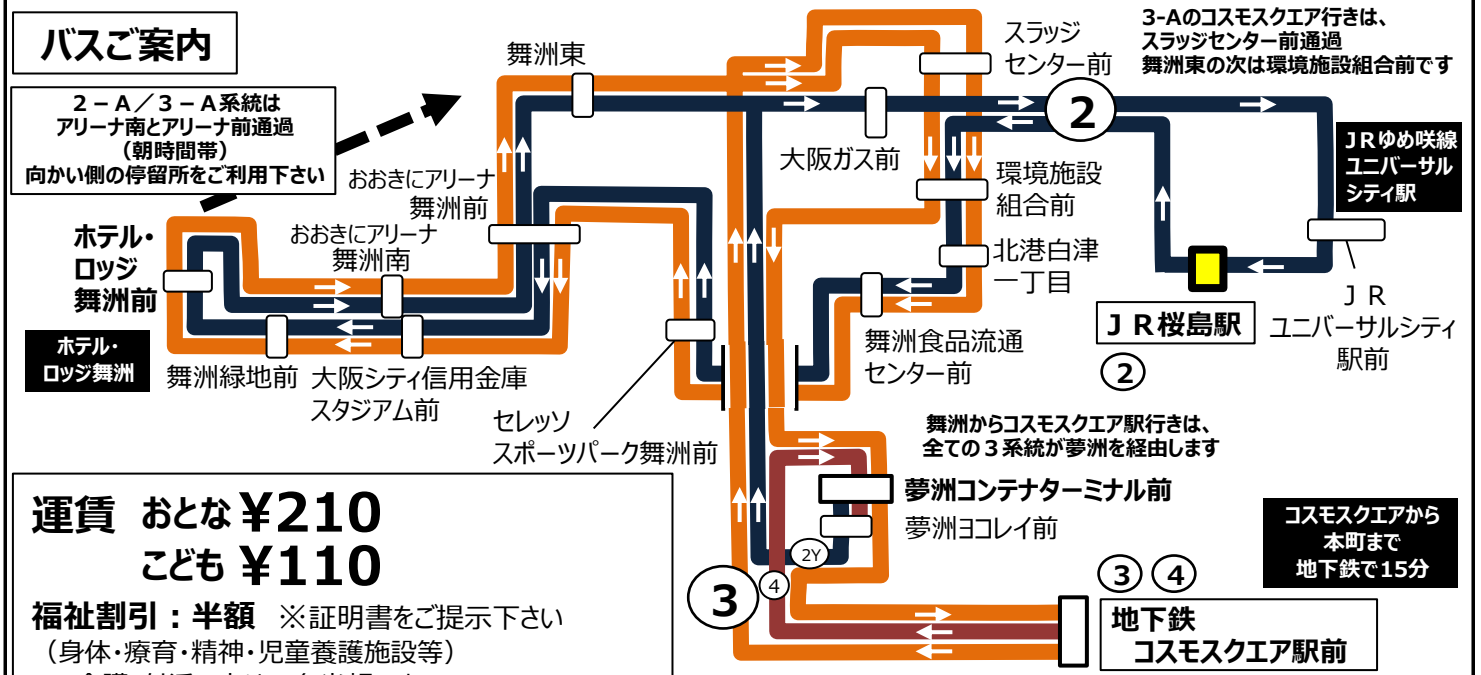 バスご案内
２－Ａ／３－Ａ系統は
アリーナ南とアリーナ前通過
（朝時間帯）
向かい側の停留所をご利用下さい
舞洲東
スラッジ
センター前
3-Aのコスモスクエア行きは、
スラッジセンター前通過
舞洲東の次は環境施設組合前です
②
大阪ガス前
ＪＲゆめ咲線
ユニバーサル
シティ駅
おおきにアリーナ
舞洲前
環境施設
組合前
ホテル・
ロッジ
舞洲前
おおきにアリーナ
舞洲南
北港白津
一丁目
ＪＲ桜島駅
②
ＪＲ
ユニバーサルシティ
駅前
ホテル・
ロッジ舞洲
舞洲緑地前
大阪シティ信用金庫
スタジアム前
舞洲食品流通
センター前
セレッソ
スポーツパーク舞洲前
舞洲からコスモスクエア駅行きは、
全ての３系統が夢洲を経由します
夢洲コンテナターミナル前
夢洲ヨコレイ前
2Y
④
③
コスモスクエアから
本町まで
地下鉄で15分
③ ④
地下鉄
コスモスクエア駅前
運賃 おとな ¥210
こども ¥110
福祉割引：半額 ※証明書をご提示下さい
（身体・療育・精神・児童養護施設等）